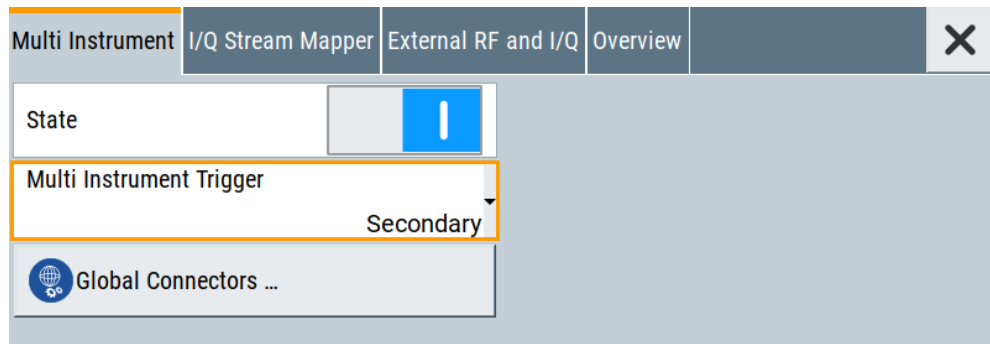 Multi Instrument I/Q Stream Mapper External RF and I/Q Overview
State
Multi Instrument Trigger
Secondary
Global Connectors ...